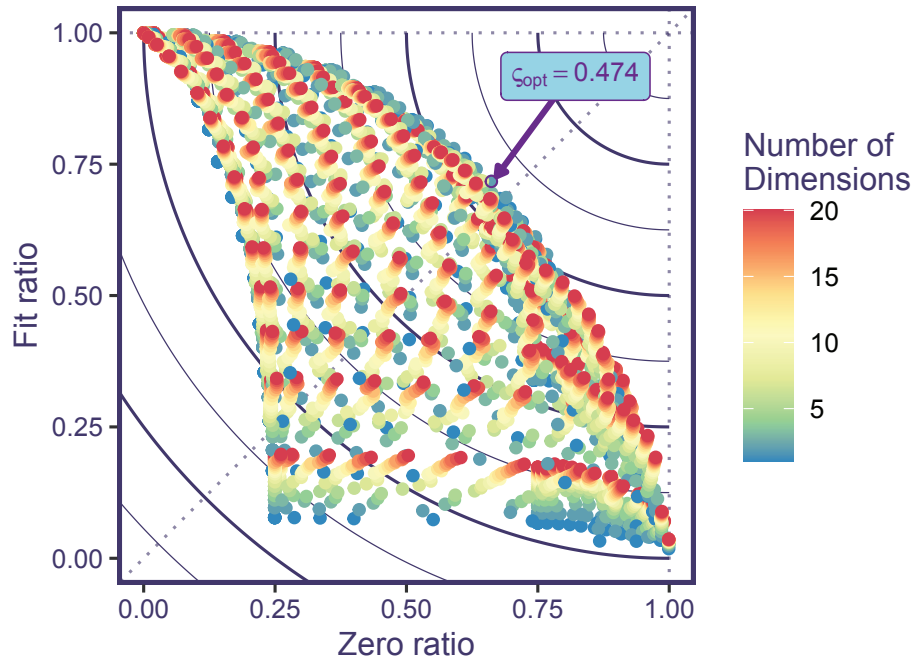 ςopt = 0.474
1.00
0.75
0.50
0.25
0.00
Fit ratio
0.00 0.25 0.50 0.75 1.00
Zero ratio
Number of
Dimensions
20
15
10
5